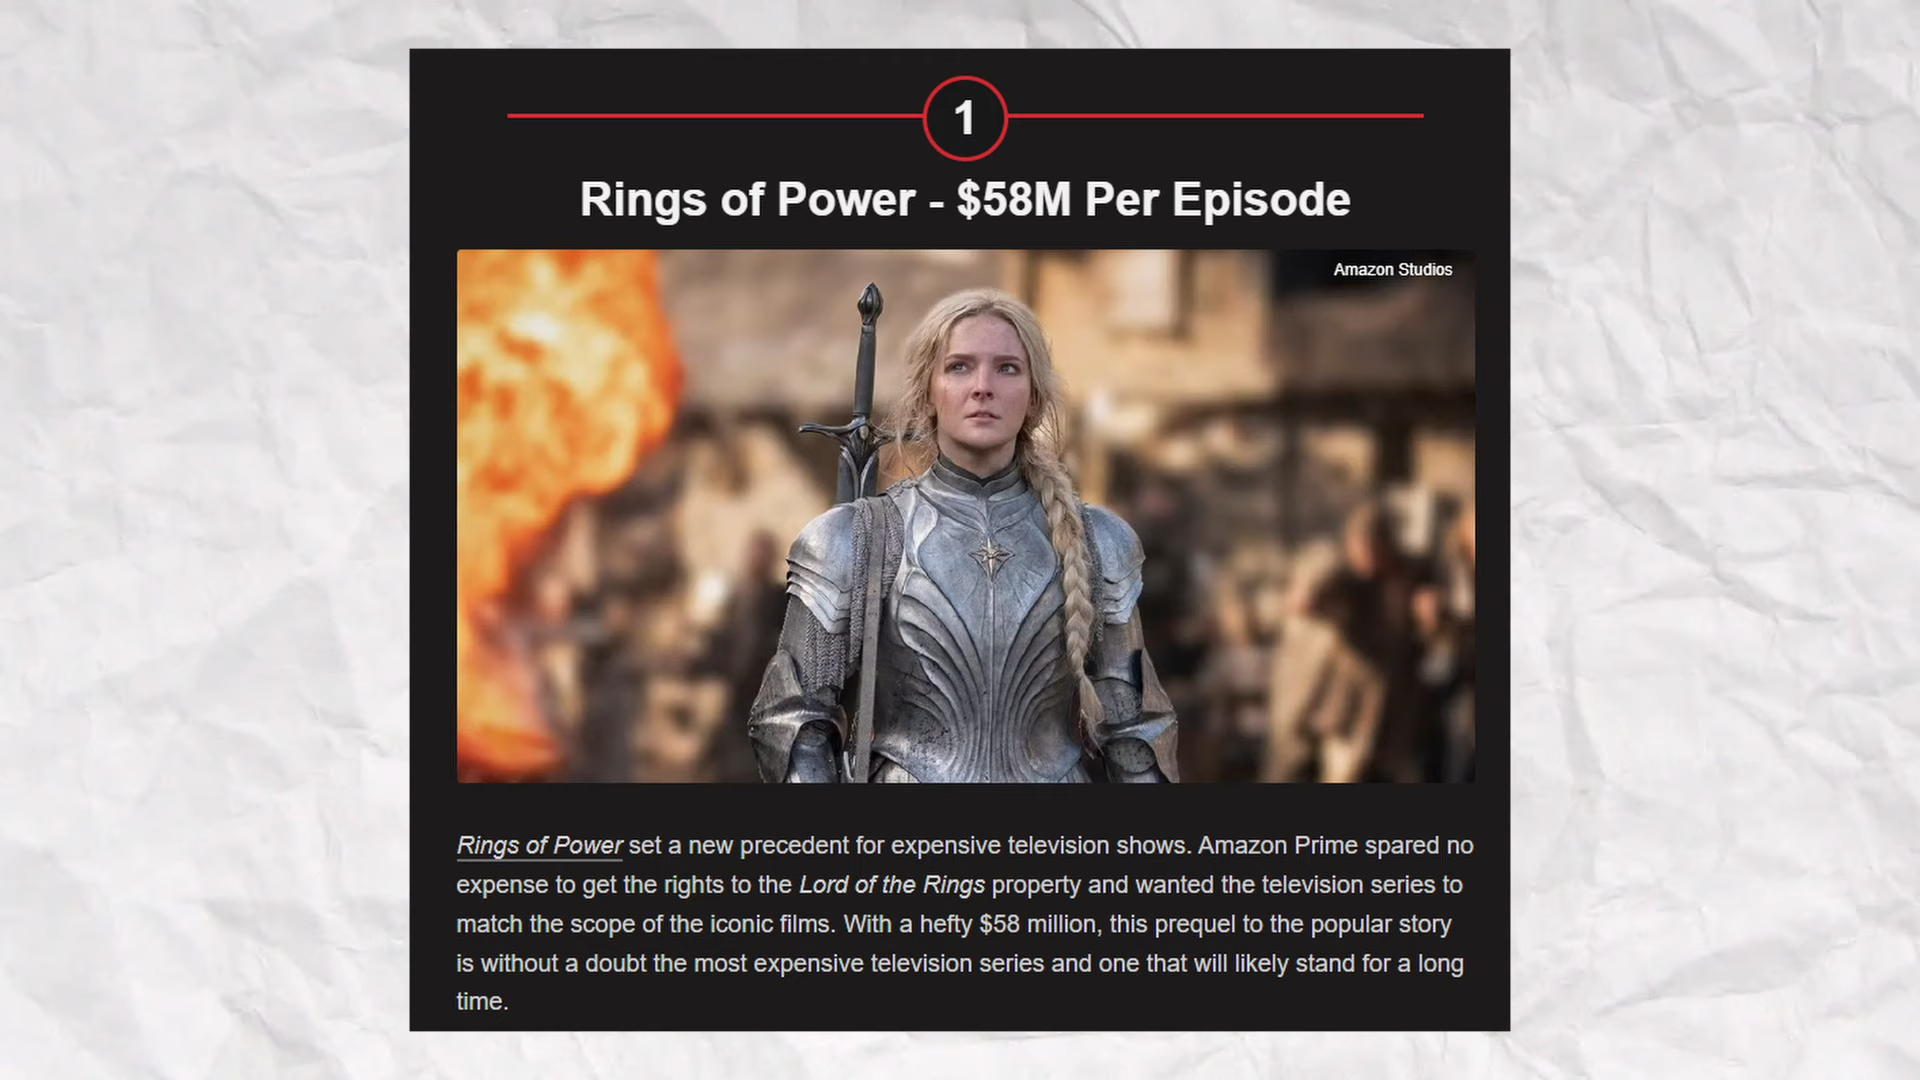 1
Rings of Power - $58M Per Episode
Amazon Studios
Rings of Power set a new precedent for expensive television shows. Amazon Prime spared no
expense to get the rights to the Lord of the Rings property and wanted the television series to
match the scope of the iconic films. With a hefty $58 million, this prequel to the popular story
is without a doubt the most expensive television series and one that will likely stand for a long
time.